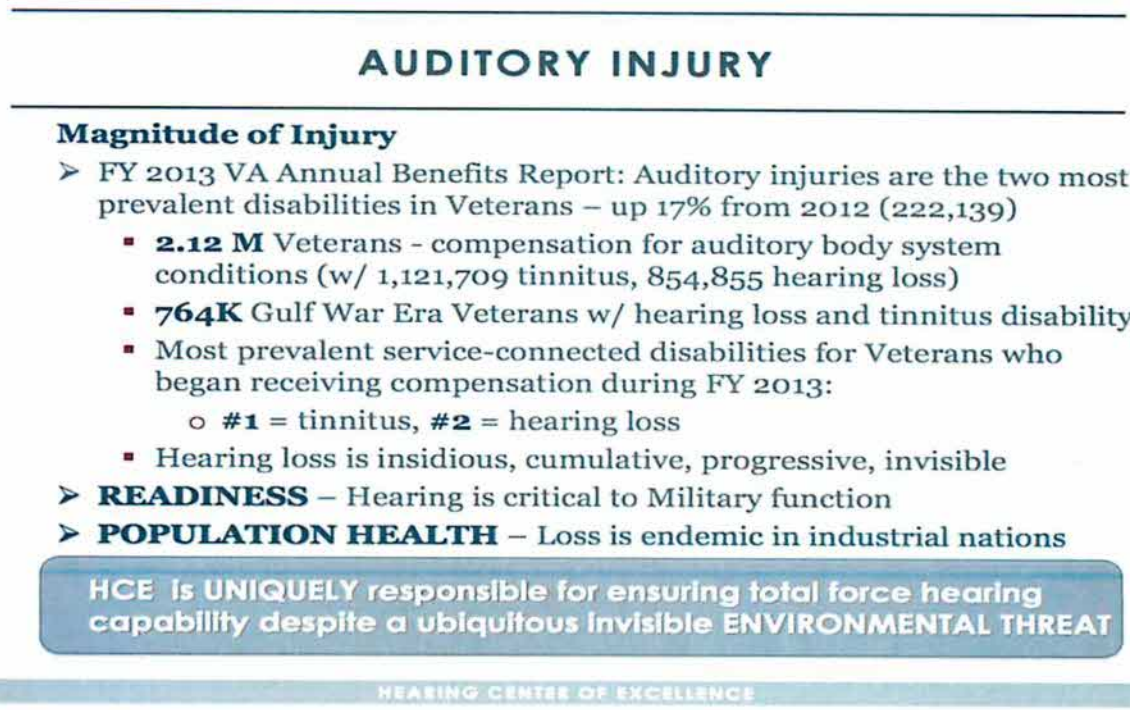 AUDITORY INJURY
Magnitude of Injury
➢ FY 2013 VA Annual Benefits Report: Auditory injuries are the two most
prevalent disabilities in Veterans – up 17% from 2012 (222,139)
▪ 2.12 M Veterans - compensation for auditory body system
conditions (w/ 1,121,709 tinnitus, 854,855 hearing loss)
▪ 764K Gulf War Era Veterans w/ hearing loss and tinnitus disability
▪ Most prevalent service-connected disabilities for Veterans who
began receiving compensation during FY 2013:
o #1 = tinnitus, #2 = hearing loss
▪ Hearing loss is insidious, cumulative, progressive, invisible
➢ READINESS – Hearing is critical to Military function
➢ POPULATION HEALTH – Loss is endemic in industrial nations
HCE is UNIQUELY responsible for ensuring total force hearing
capability despite a ubiquitous invisible ENVIRONMENTAL THREAT
HEARING CENTER OF EXCELLENCE